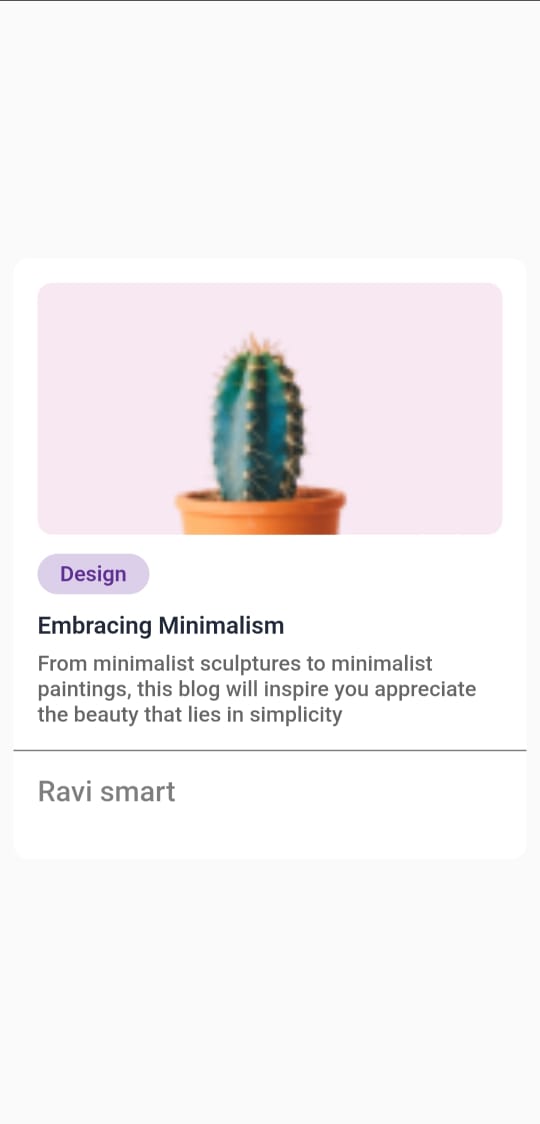 Design
Embracing Minimalism
From minimalist sculptures to minimalist
paintings, this blog will inspire you appreciate
the beauty that lies in simplicity
Ravi smart